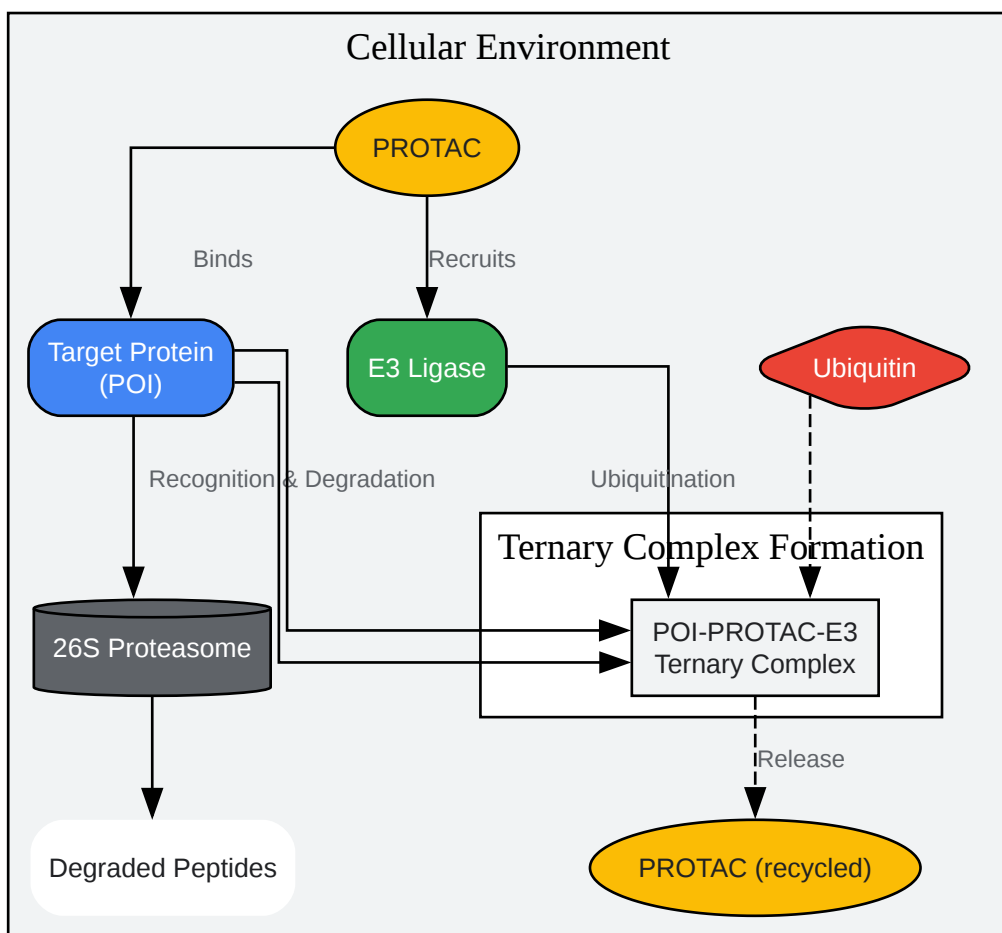 Cellular Environment
PROTAC
Binds
Recruits
Target Protein
(POI)
E3 Ligase
Ubiquitin
Recognition & Degradation
Ubiquitination
Ternary Complex Formation
26S Proteasome
POI-PROTAC-E3
Ternary Complex
Release
Degraded Peptides
PROTAC (recycled)